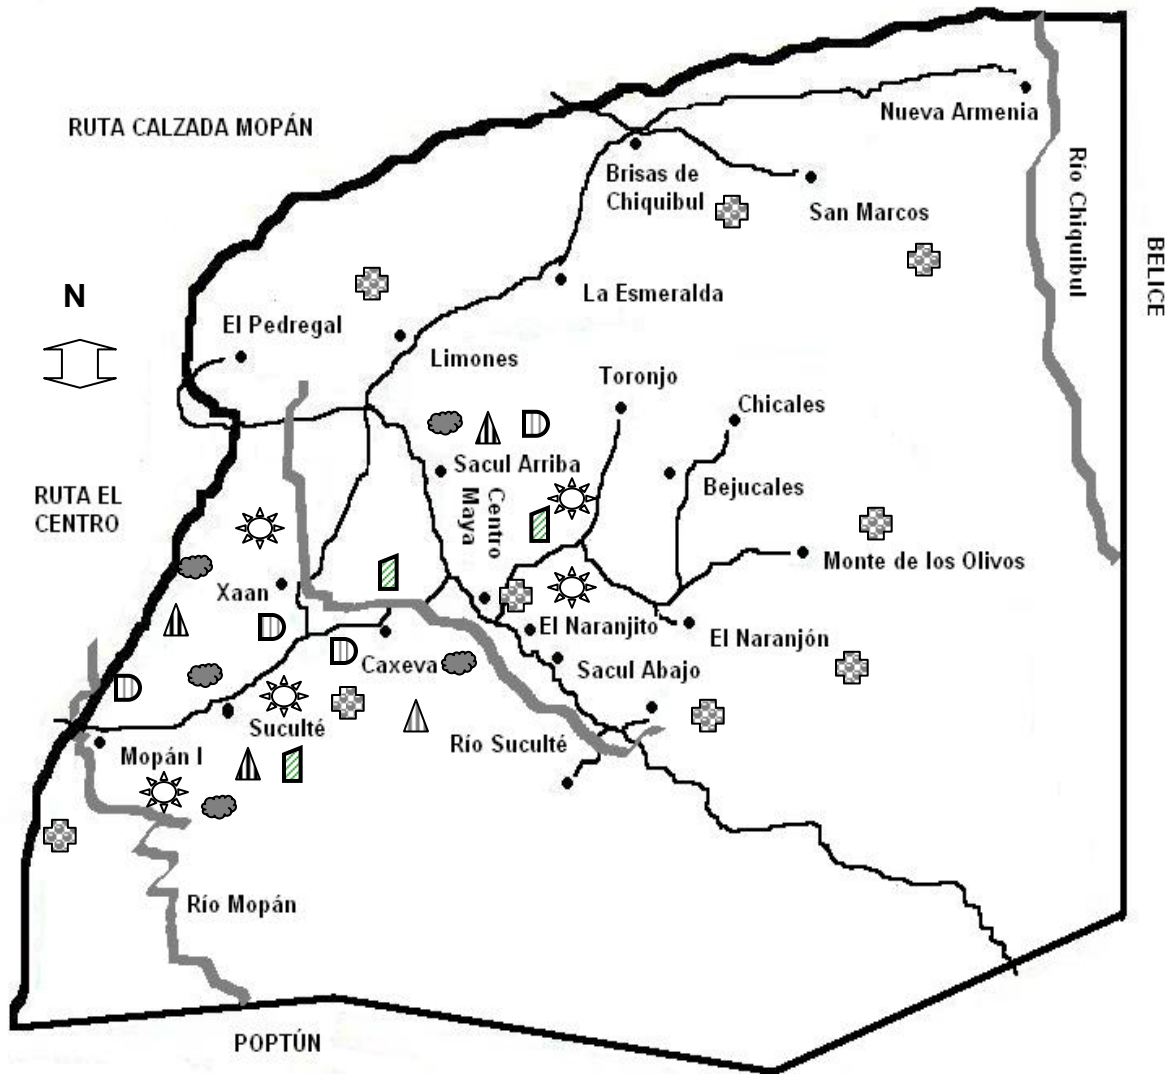 Nueva Armenia
RUTA CALZADA MOPÁN
Río Chiquibul
Brisas de
Chiquibul
San Marcos
BELICE
N
La Esmeralda
El Pedregal
Limones
Toronjo
Chicales
Sacul Arriba
Bejucales
Centro
Maya
RUTA EL
CENTRO
Monte de los Olivos
Xaan
El Naranjito
El Naranjón
Caxeva
Sacul Abajo
Suculté
Río Suculté
Mopán I
Río Mopán
POPTÚN